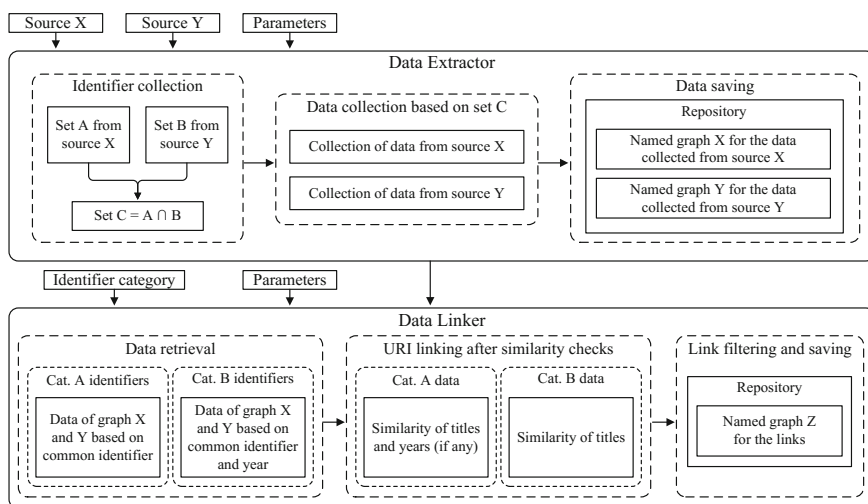 Source X
Source Y
Parameters
Data Extractor
Identifier collection
Set A from
source X
Set B from
source Y
Set C = A ∩ B
Data collection based on set C
Collection of data from source X
Collection of data from source Y
Data saving
Repository
Named graph X for the data
collected from source X
Named graph Y for the data
collected from source Y
Identifier category
Parameters
Data Linker
Data retrieval
Cat. A identifiers
Data of graph X
and Y based on
common identifier
Cat. B identifiers
Data of graph X
and Y based on
common identifier
and year
URI linking after similarity checks
Cat. A data
Similarity of titles
and years (if any)
Cat. B data
Similarity of titles
Link filtering and saving
Repository
Named graph Z
for the links